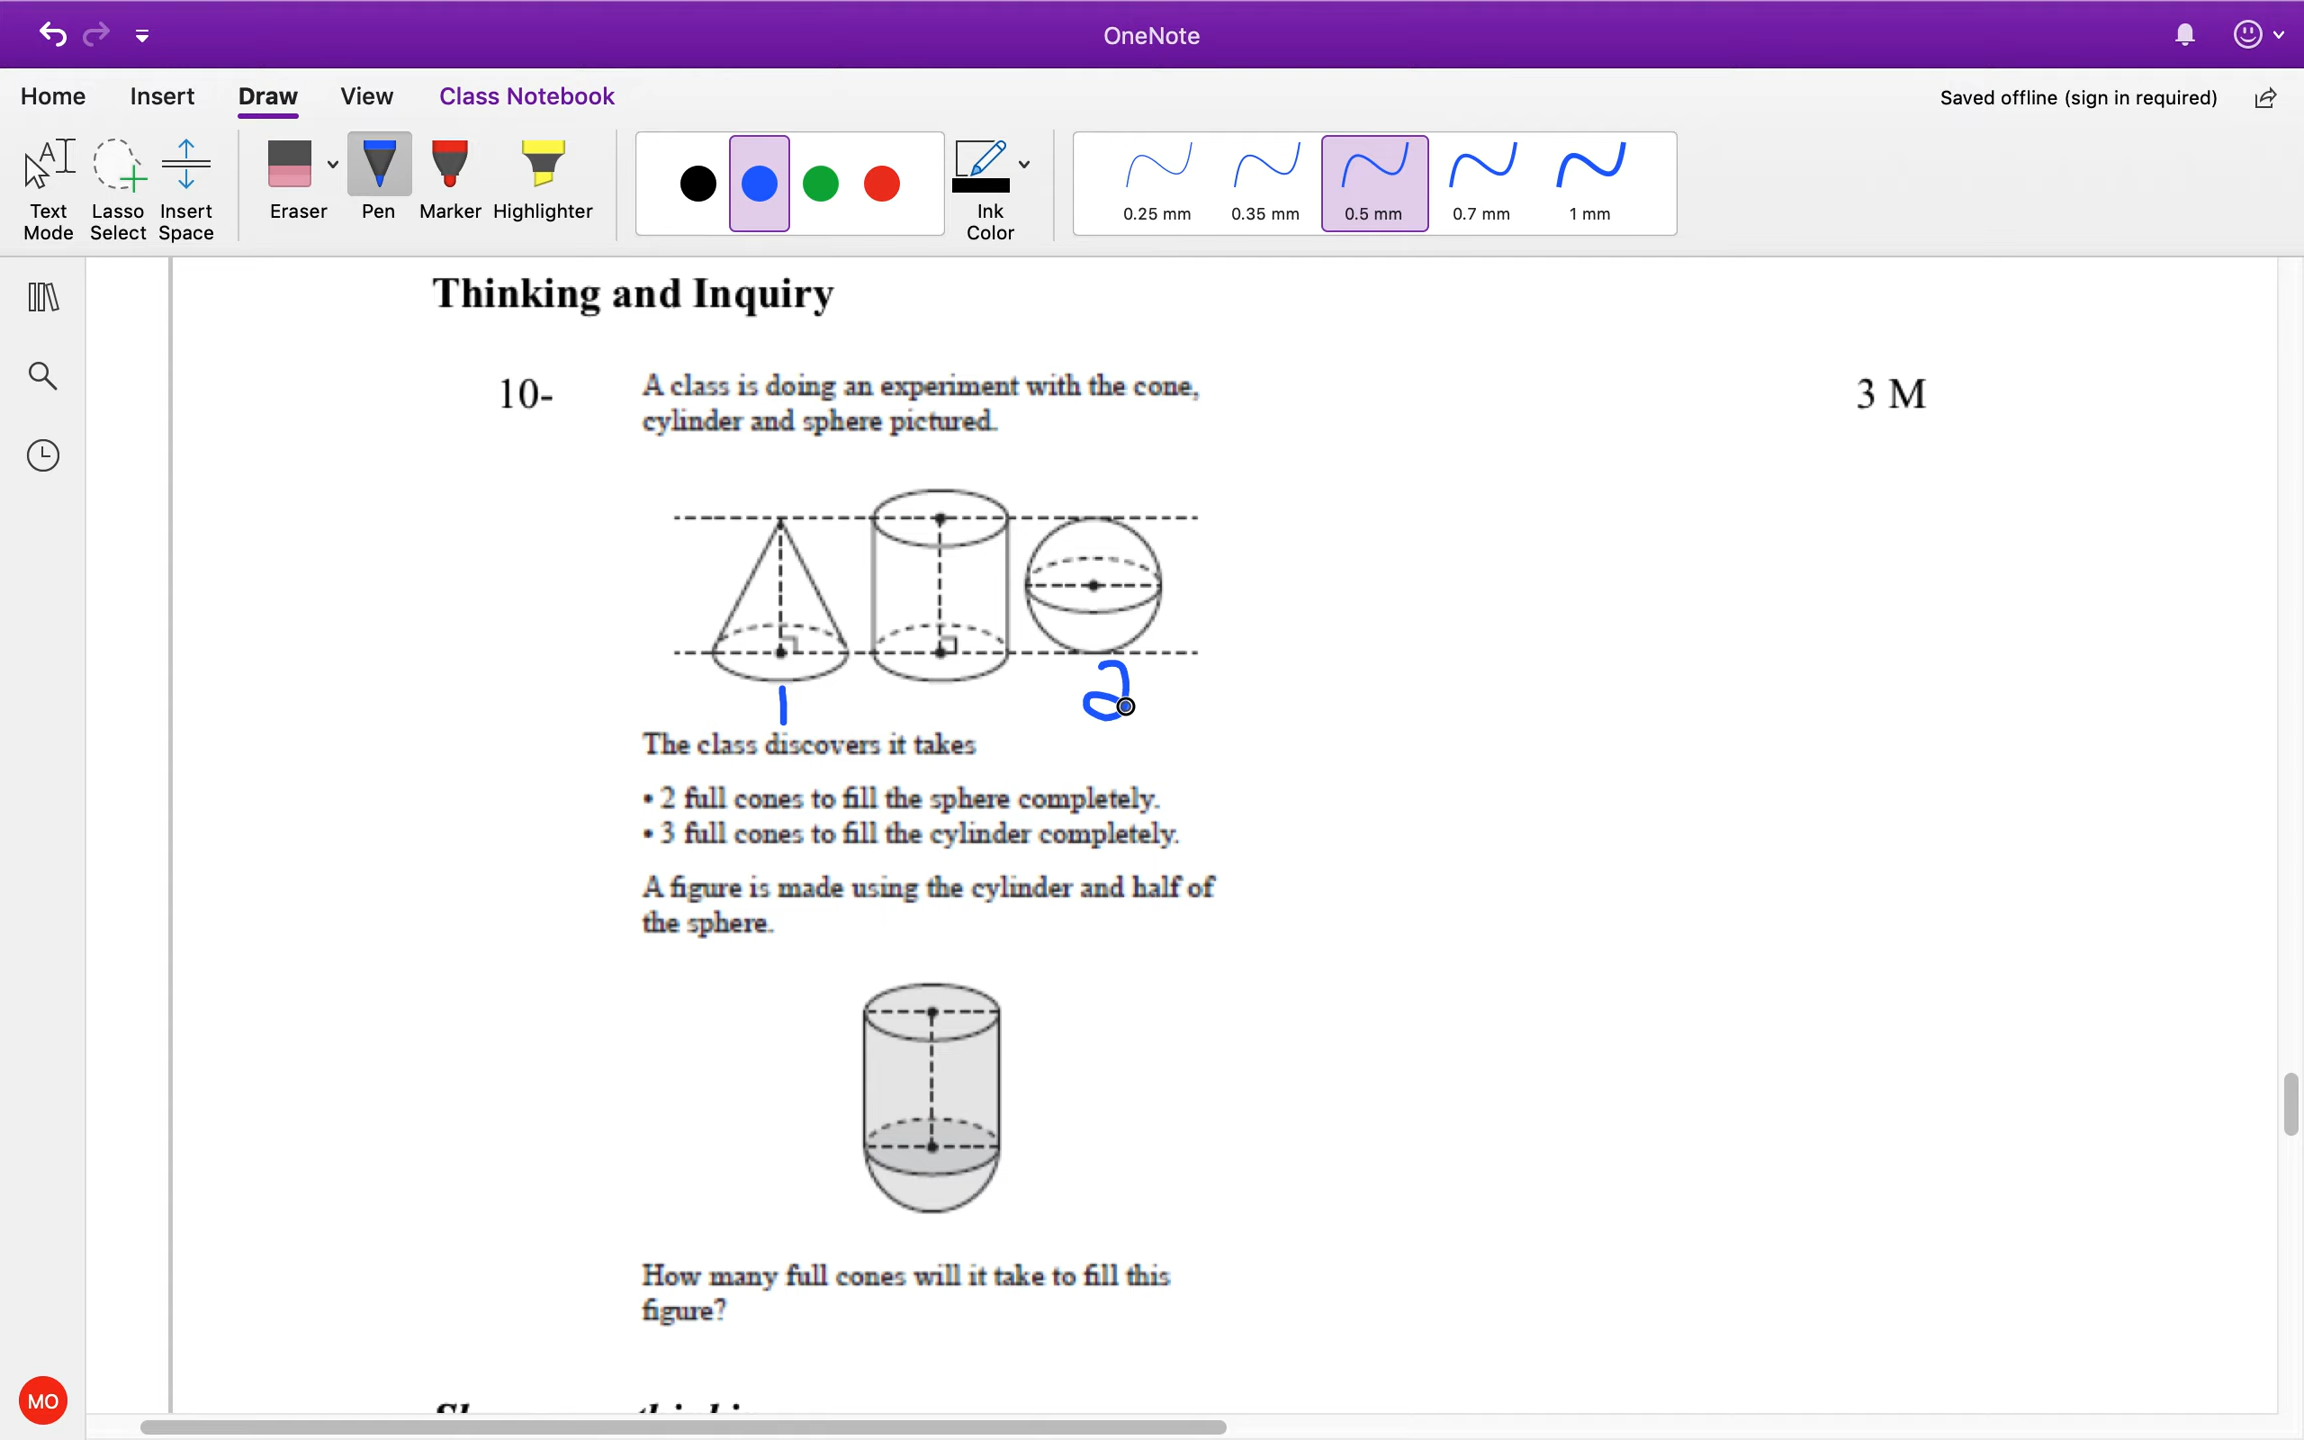 OneNote
Home Insert Draw View Class Notebook
Saved offline (sign in required)
Text Mode
Lasso Select
Insert Space
Eraser
Pen
Marker
Highlighter
Ink Color
0.25 mm
0.35 mm
0.5 mm
0.7 mm
1 mm
Thinking and Inquiry
10-
A class is doing an experiment with the cone,
cylinder and sphere pictured.
3 M
1
2
The class discovers it takes
• 2 full cones to fill the sphere completely.
• 3 full cones to fill the cylinder completely.
A figure is made using the cylinder and half of
the sphere.
How many full cones will it take to fill this
figure?
MO